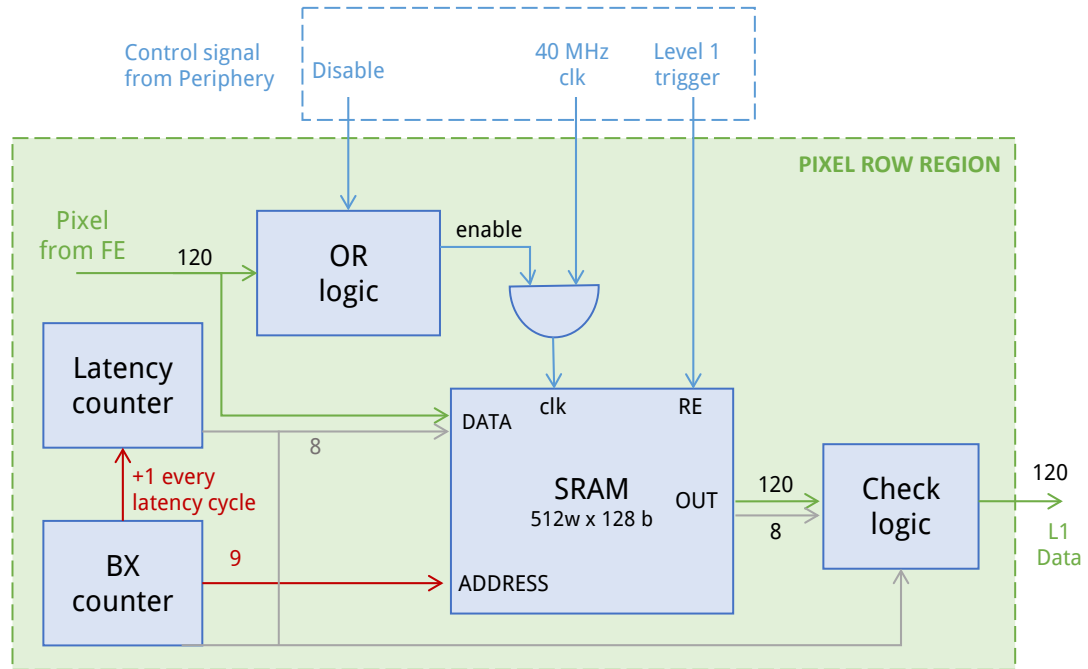 Control signal
from Periphery
Disable
40 MHz
clk
Level 1
trigger
PIXEL ROW REGION
Pixel
from FE
120
OR
logic
enable
Latency
counter
8
+1 every
latency cycle
BX
counter
9
DATA
clk
RE
SRAM
512w x 128 b
OUT
ADDRESS
120
8
Check
logic
120
L1
Data